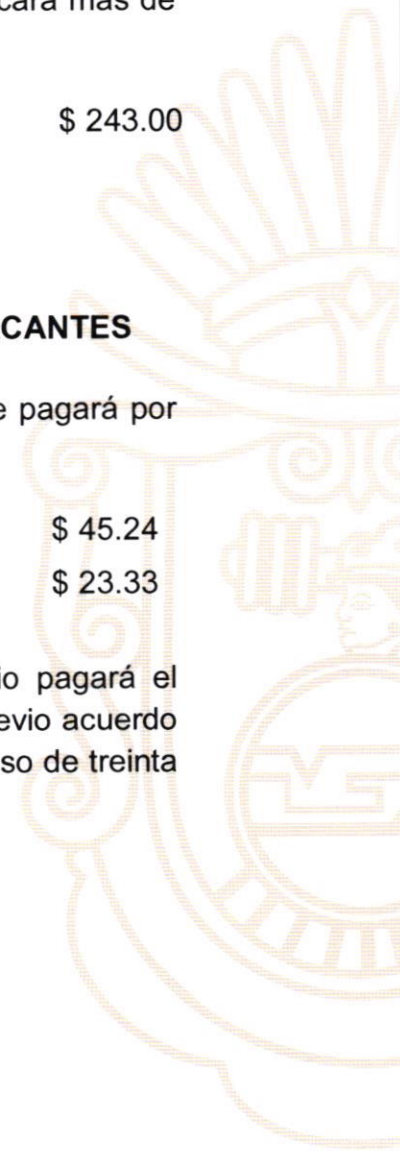 cará más de
$ 243.00
CANTES
e pagará por
$ 45.24
$ 23.33
io pagará el
evio acuerdo
so de treinta